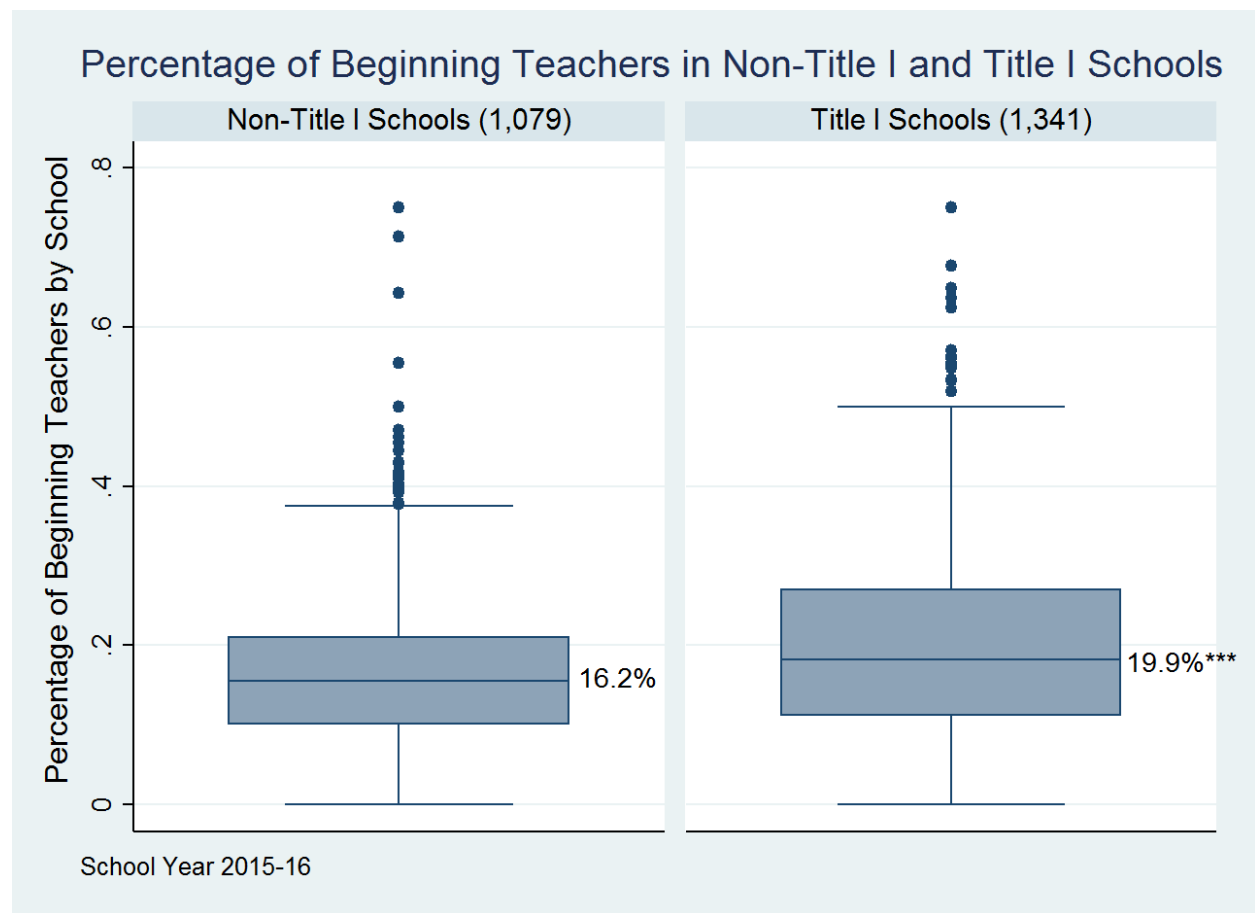 Percentage of Beginning Teachers in Non-Title I and Title I Schools
Non-Title I Schools (1,079)
Title I Schools (1,341)
Percentage of Beginning Teachers by School
.8
.6
.4
.2
0
16.2%
19.9%***
School Year 2015-16